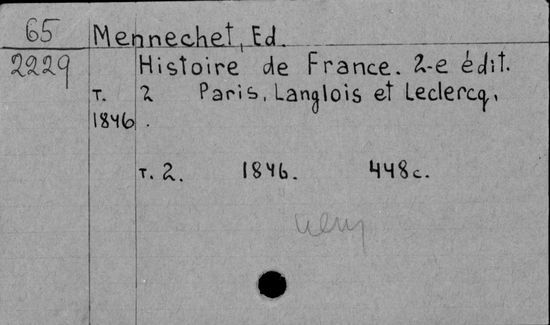 65 Mennechet, Ed.
2229 Histoire de France. 2-e édit.
т. 2 Paris, Langlois et Leclercq,
1846.
т. 2. 1846. 448с.